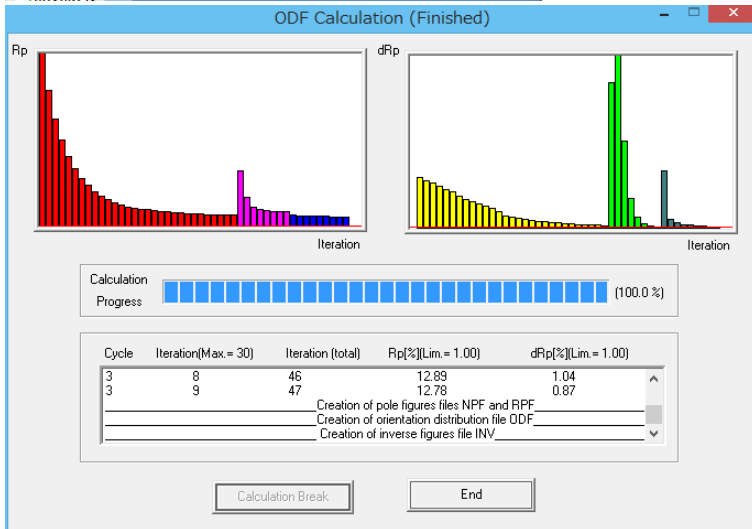 ODF Calculation (Finished)
Rp
dRp
Iteration
Iteration
Calculation
Progress
(100.0 %)
Cycle Iteration(Max.= 30) Iteration (total) Rp[%](Lim.= 1.00) dRp[%](Lim.= 1.00)
3 8 46 12.89 1.04
3 9 47 12.78 0.87
Creation of pole figures files NPF and RPF
Creation of orientation distribution file ODF
Creation of inverse figures file INV
Calculation Break
End